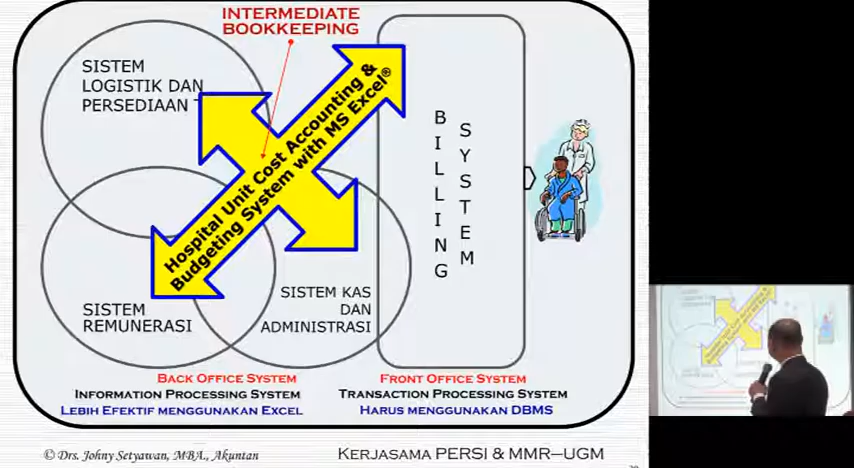 INTERMEDIATE
BOOKKEEPING
SISTEM
LOGISTIK DAN
PERSEDIAAN
Hospital Unit Cost Accounting &
Budgeting System with MS Excel®
BILLING
SYSTEM
SISTEM
REMUNERASI
SISTEM KAS
DAN
ADMINISTRASI
BACK OFFICE SYSTEM
INFORMATION PROCESSING SYSTEM
LEBIH EFEKTIF MENGGUNAKAN EXCEL
FRONT OFFICE SYSTEM
TRANSACTION PROCESSING SYSTEM
HARUS MENGGUNAKAN DBMS
© Drs. Johny Setyawan, MBA., Akuntan
KERJASAMA PERSI & MMR—UGM